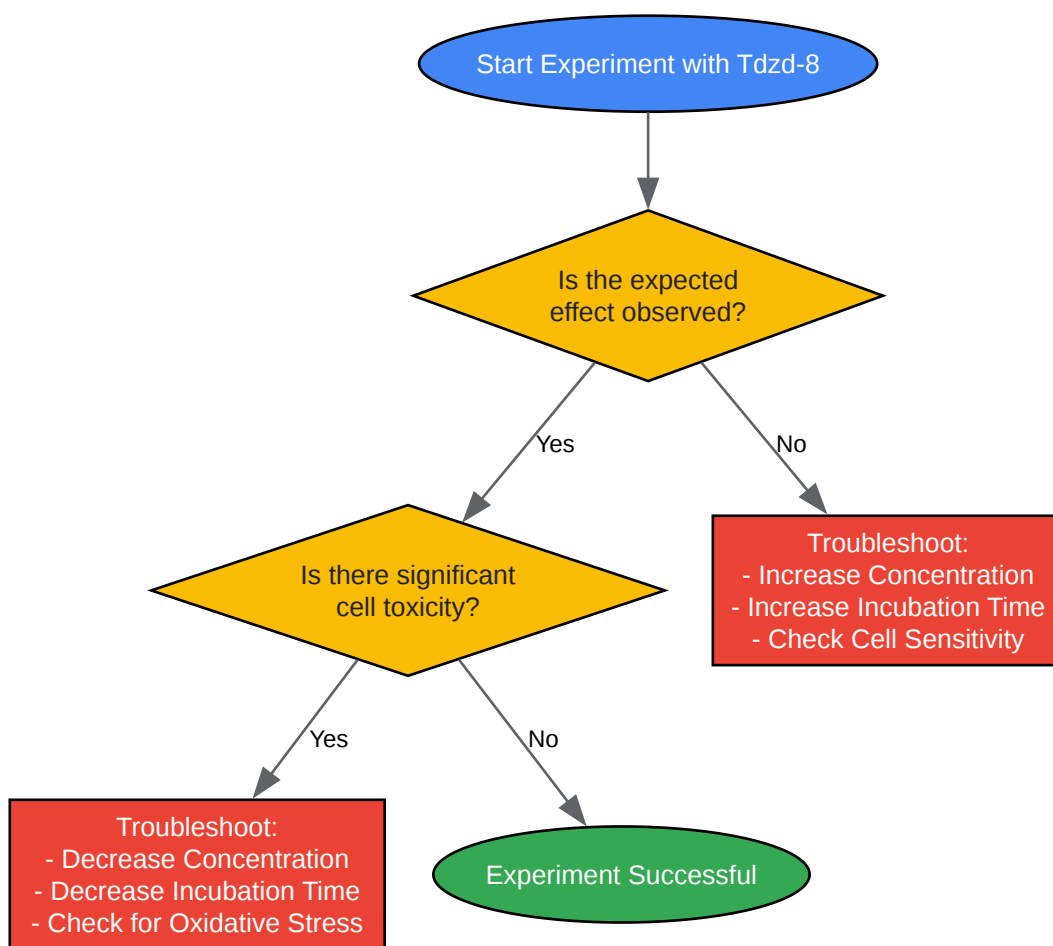 Start Experiment with Tdzd-8
Is the expected
effect observed?
Yes
No
Is there significant
cell toxicity?
Troubleshoot:
- Increase Concentration
- Increase Incubation Time
- Check Cell Sensitivity
Yes
No
Troubleshoot:
- Decrease Concentration
- Decrease Incubation Time
- Check for Oxidative Stress
Experiment Successful